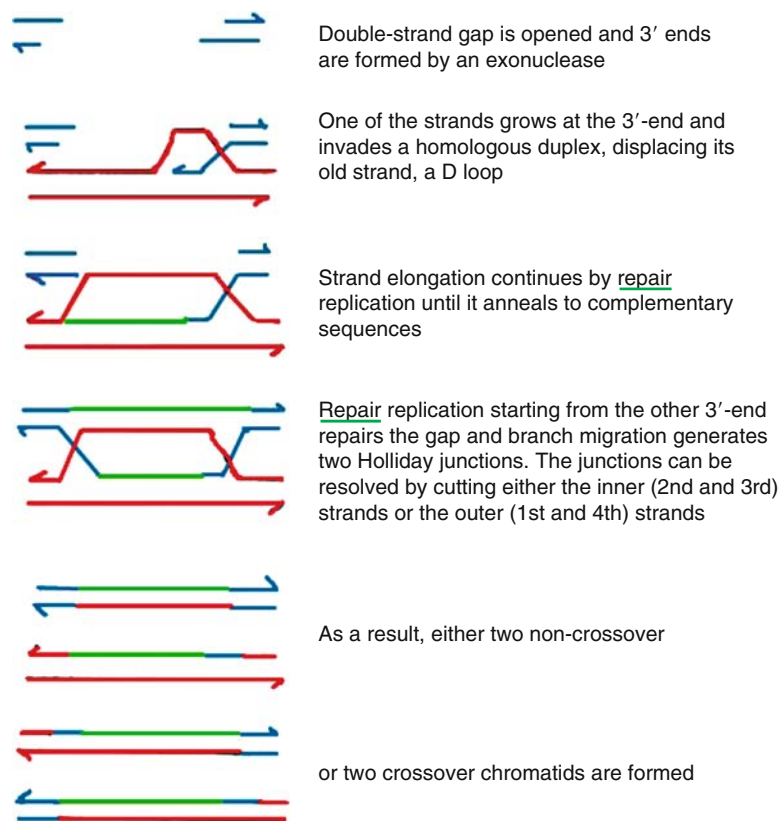 Double-strand gap is opened and 3′ ends
are formed by an exonuclease
One of the strands grows at the 3′-end and
invades a homologous duplex, displacing its
old strand, a D loop
Strand elongation continues by repair
replication until it anneals to complementary
sequences
Repair replication starting from the other 3′-end
repairs the gap and branch migration generates
two Holliday junctions. The junctions can be
resolved by cutting either the inner (2nd and 3rd)
strands or the outer (1st and 4th) strands
As a result, either two non-crossover
or two crossover chromatids are formed